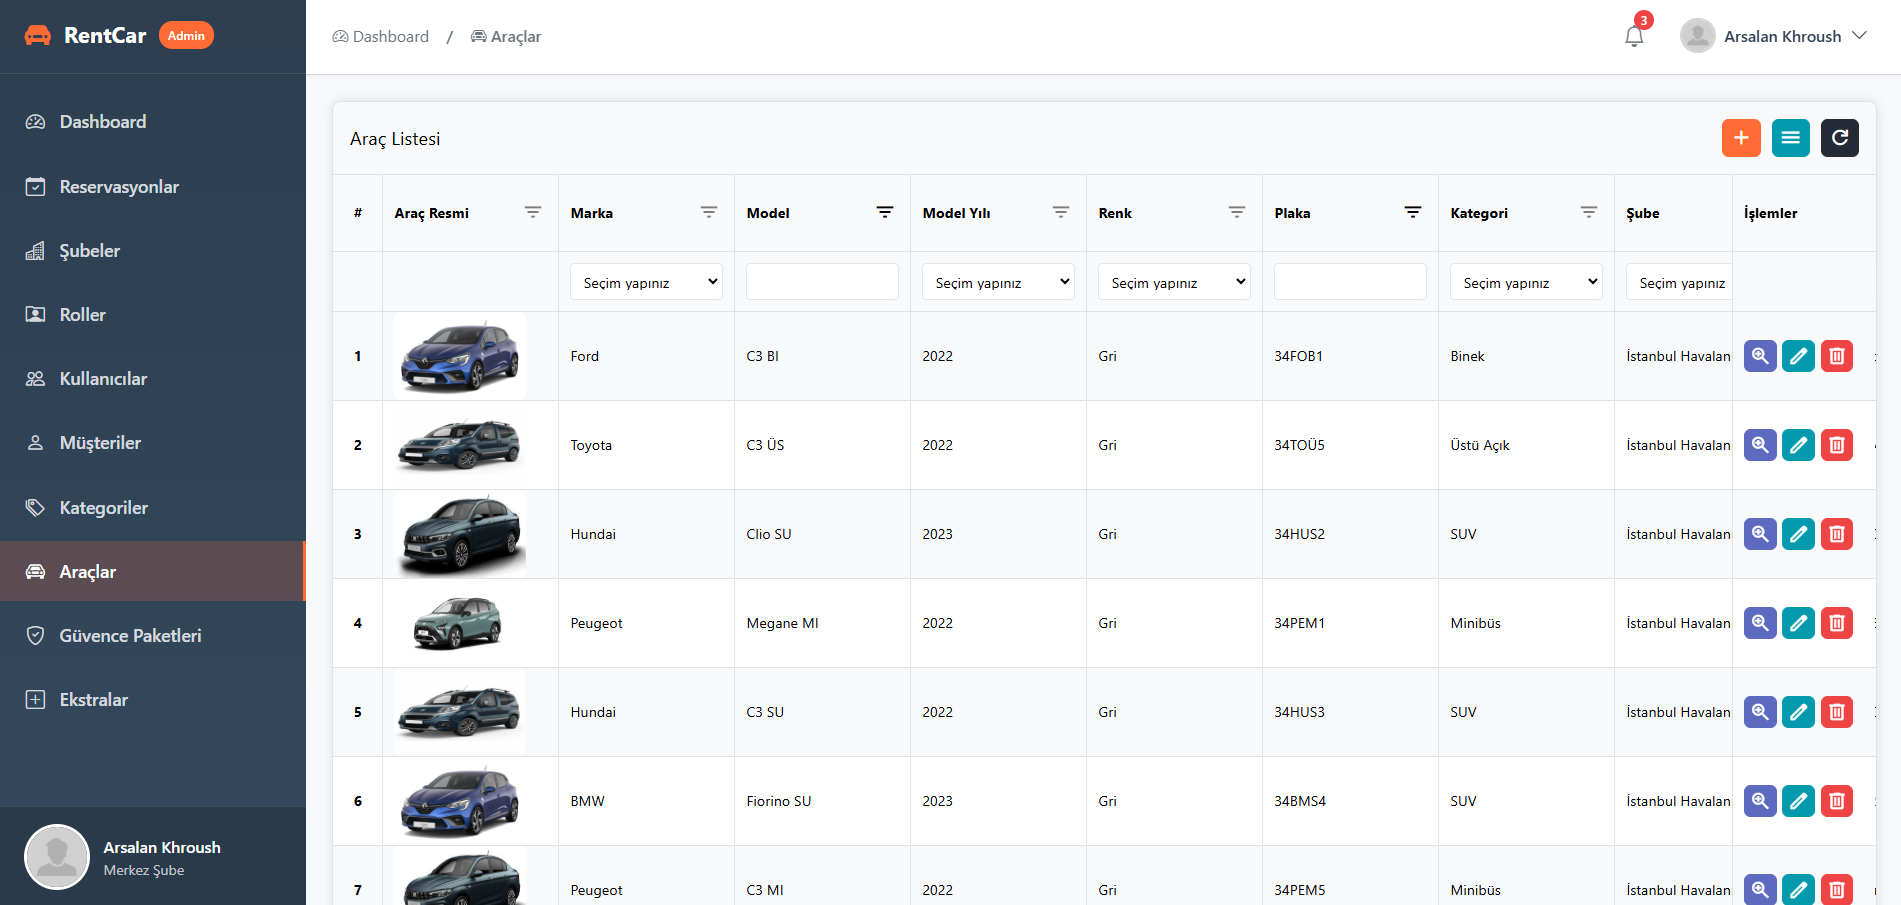 RentCar Admin
Dashboard / Araçlar
3
Arsalan Khroush
Dashboard
Reservasyonlar
Şubeler
Roller
Kullanıcılar
Müşteriler
Kategoriler
Araçlar
Güvence Paketleri
Ekstralar
Arsalan Khroush
Merkez Şube
Araç Listesi
# Araç Resmi Marka Model Model Yılı Renk Plaka Kategori Şube İşlemler
Seçim yapınız Seçim yapınız Seçim yapınız Seçim yapınız Seçim yapınız
1 Ford C3 BI 2022 Gri 34FOB1 Binek İstanbul Havalan
2 Toyota C3 ÜS 2022 Gri 34TOÜ5 Üstü Açık İstanbul Havalan
3 Hundai Clio SU 2023 Gri 34HUS2 SUV İstanbul Havalan
4 Peugeot Megane MI 2022 Gri 34PEM1 Minibüs İstanbul Havalan
5 Hundai C3 SU 2022 Gri 34HUS3 SUV İstanbul Havalan
6 BMW Fiorino SU 2023 Gri 34BMS4 SUV İstanbul Havalan
7 Peugeot C3 MI 2022 Gri 34PEM5 Minibüs İstanbul Havalan